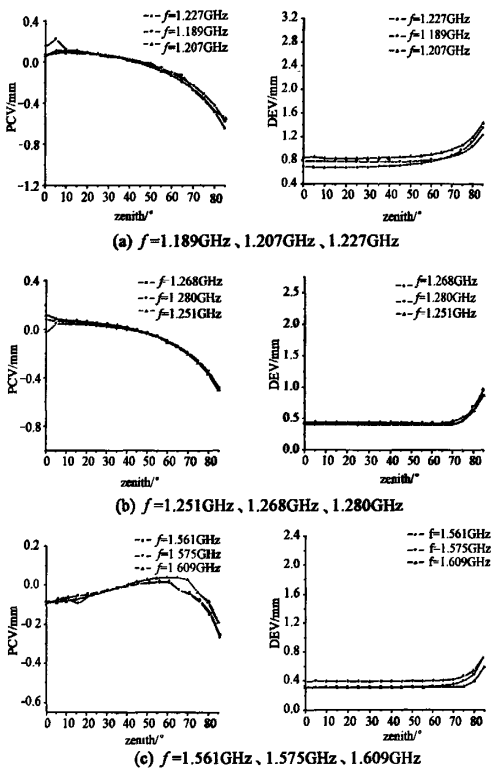 f=1.227GHz
f=1.189GHz
f=1.207GHz
PCV/mm
0.4
0.0
-0.4
-0.8
-1.2
0 10 20 30 40 50 60 70 80
zenith/°
f=1.227GHz
f=1 189GHz
f=1.207GHz
DEV/mm
3.2
2.8
2.4
2.0
1.6
1.2
0.8
0.4
0 10 20 30 40 50 60 70 80
zenith/°
(a) f=1.189GHz、1.207GHz、1.227GHz
f=1.268GHz
f=1 280GHz
f=1.251GHz
PCV/mm
0.4
0.0
-0.4
-0.8
0 10 20 30 40 50 60 70 80
zenith/°
f=1.268GHz
f=1.280GHz
f=1.251GHz
DEV/mm
2.5
2.0
1.5
1.0
0.5
0.0
0 10 20 30 40 50 60 70 80
zenith/°
(b) f=1.251GHz、1.268GHz、1.280GHz
f=1.561GHz
f=1 575GHz
f=1 609GHz
PCV/mm
0.2
0.0
-0.2
-0.4
-0.6
0 10 20 30 40 50 60 70 80
zenith/°
f=1.561GHz
f=1.575GHz
f=1.609GHz
DEV/mm
2.4
2.0
1.6
1.2
0.8
0.4
0.0
0 10 20 30 40 50 60 70 80
zenith/°
(c) f=1.561GHz、1.575GHz、1.609GHz